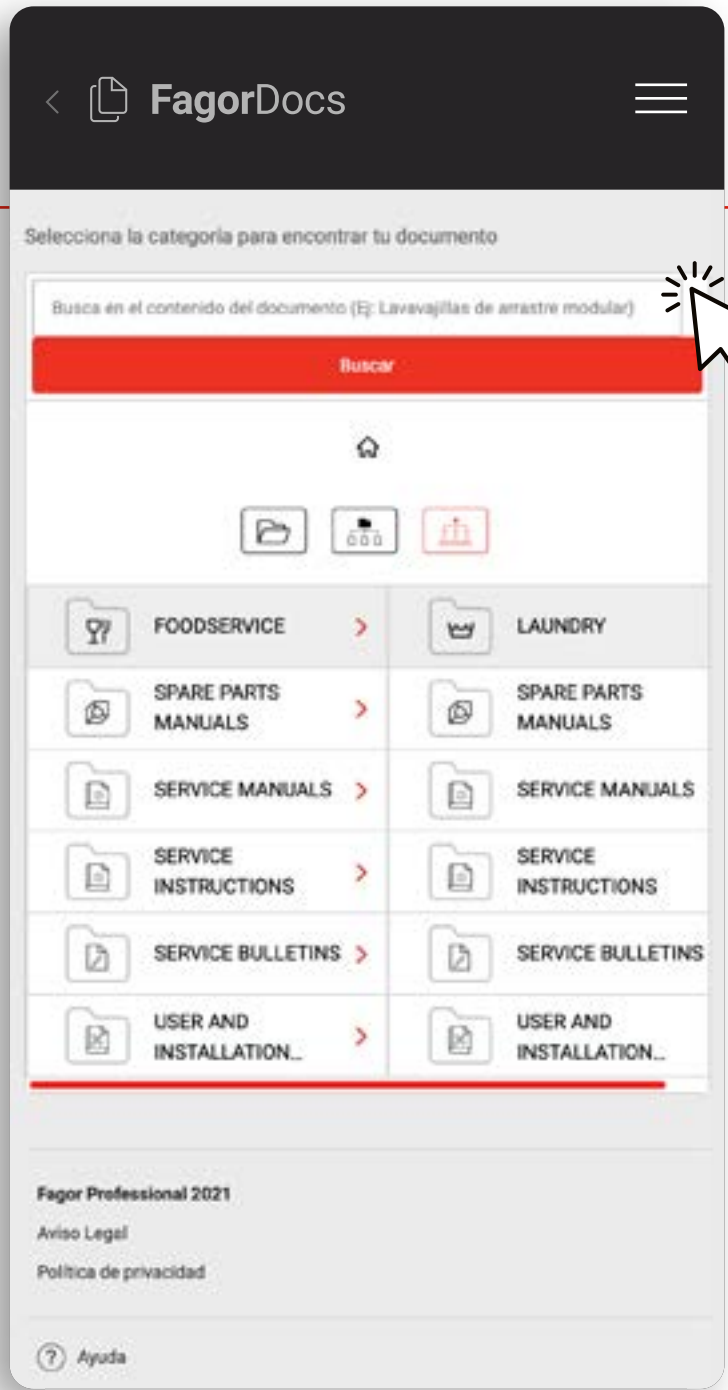 FagorDocs
Selecciona la categoría para encontrar tu documento
Busca en el contenido del documento (Ej: Lavavajillas de arrastre modular)
Buscar
FOODSERVICE
LAUNDRY
SPARE PARTS
MANUALS
SPARE PARTS
MANUALS
SERVICE MANUALS
SERVICE MANUALS
SERVICE
INSTRUCTIONS
SERVICE
INSTRUCTIONS
SERVICE BULLETINS
SERVICE BULLETINS
USER AND
INSTALLATION...
USER AND
INSTALLATION...
Fagor Professional 2021
Aviso Legal
Política de privacidad
? Ayuda